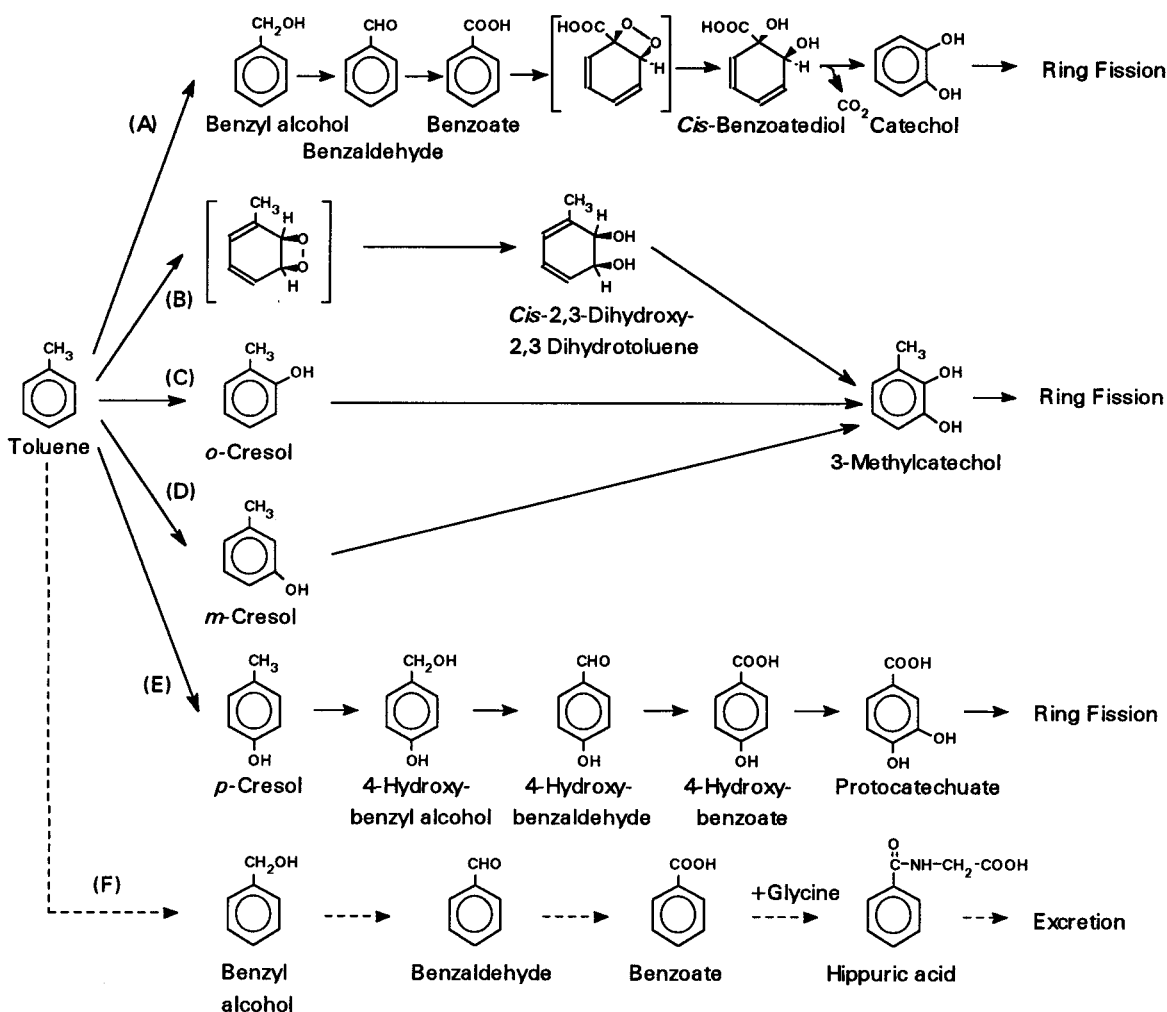 CH₂OH
CHO
COOH
HOOC
O
O
H
HOOC
OH
OH
H
OH
OH
Ring Fission
CO₂
(A)
Benzyl alcohol
Benzaldehyde
Benzoate
Cis-Benzoatediol
Catechol
CH₃
H
O
O
H
CH₃
H
OH
OH
H
(B)
Cis-2,3-Dihydroxy-
2,3 Dihydrotoluene
CH₃
Toluene
(C)
CH₃
OH
o-Cresol
CH₃
OH
OH
Ring Fission
3-Methylcatechol
(D)
CH₃
OH
m-Cresol
(E)
CH₃
OH
p-Cresol
CH₂OH
OH
4-Hydroxy-
benzyl alcohol
CHO
OH
4-Hydroxy-
benzaldehyde
COOH
OH
4-Hydroxy-
benzoate
COOH
OH
OH
Protocatechuate
Ring Fission
(F)
CH₂OH
Benzyl
alcohol
CHO
Benzaldehyde
COOH
Benzoate
+Glycine
O
C-NH-CH₂-COOH
Hippuric acid
Excretion